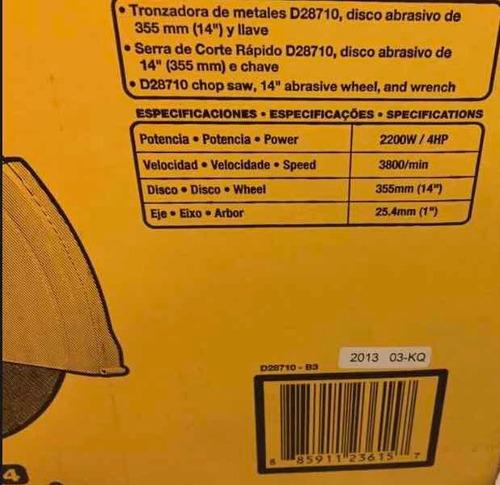 • Tronzadora de metales D28710, disco abrasivo de
355 mm (14") y llave
• Serra de Corte Rápido D28710, disco abrasivo de
14" (355 mm) e chave
• D28710 chop saw, 14" abrasive wheel, and wrench
ESPECIFICACIONES • ESPECIFICAÇÕES • SPECIFICATIONS
Potencia • Potencia • Power 2200W / 4HP
Velocidad • Velocidade • Speed 3800/min
Disco • Disco • Wheel 355mm (14")
Eje • Eixo • Arbor 25.4mm (1")
2013 03-KQ
D28710 - B3
8 85911 23615 7
4